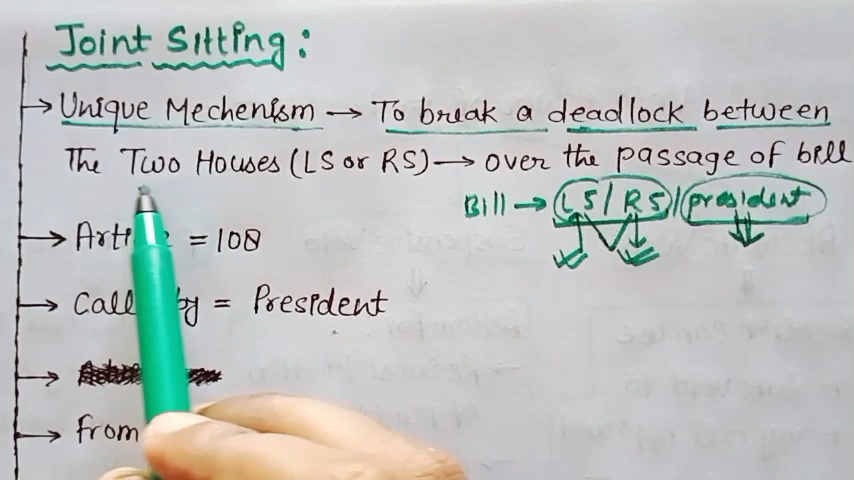 Joint Sitting:
→ Unique Mechenism → To break a deadlock between
The Two Houses (LS or RS) → over the passage of bill
Bill → LS/RS/president
→ = 108
→ = President
→
→ from